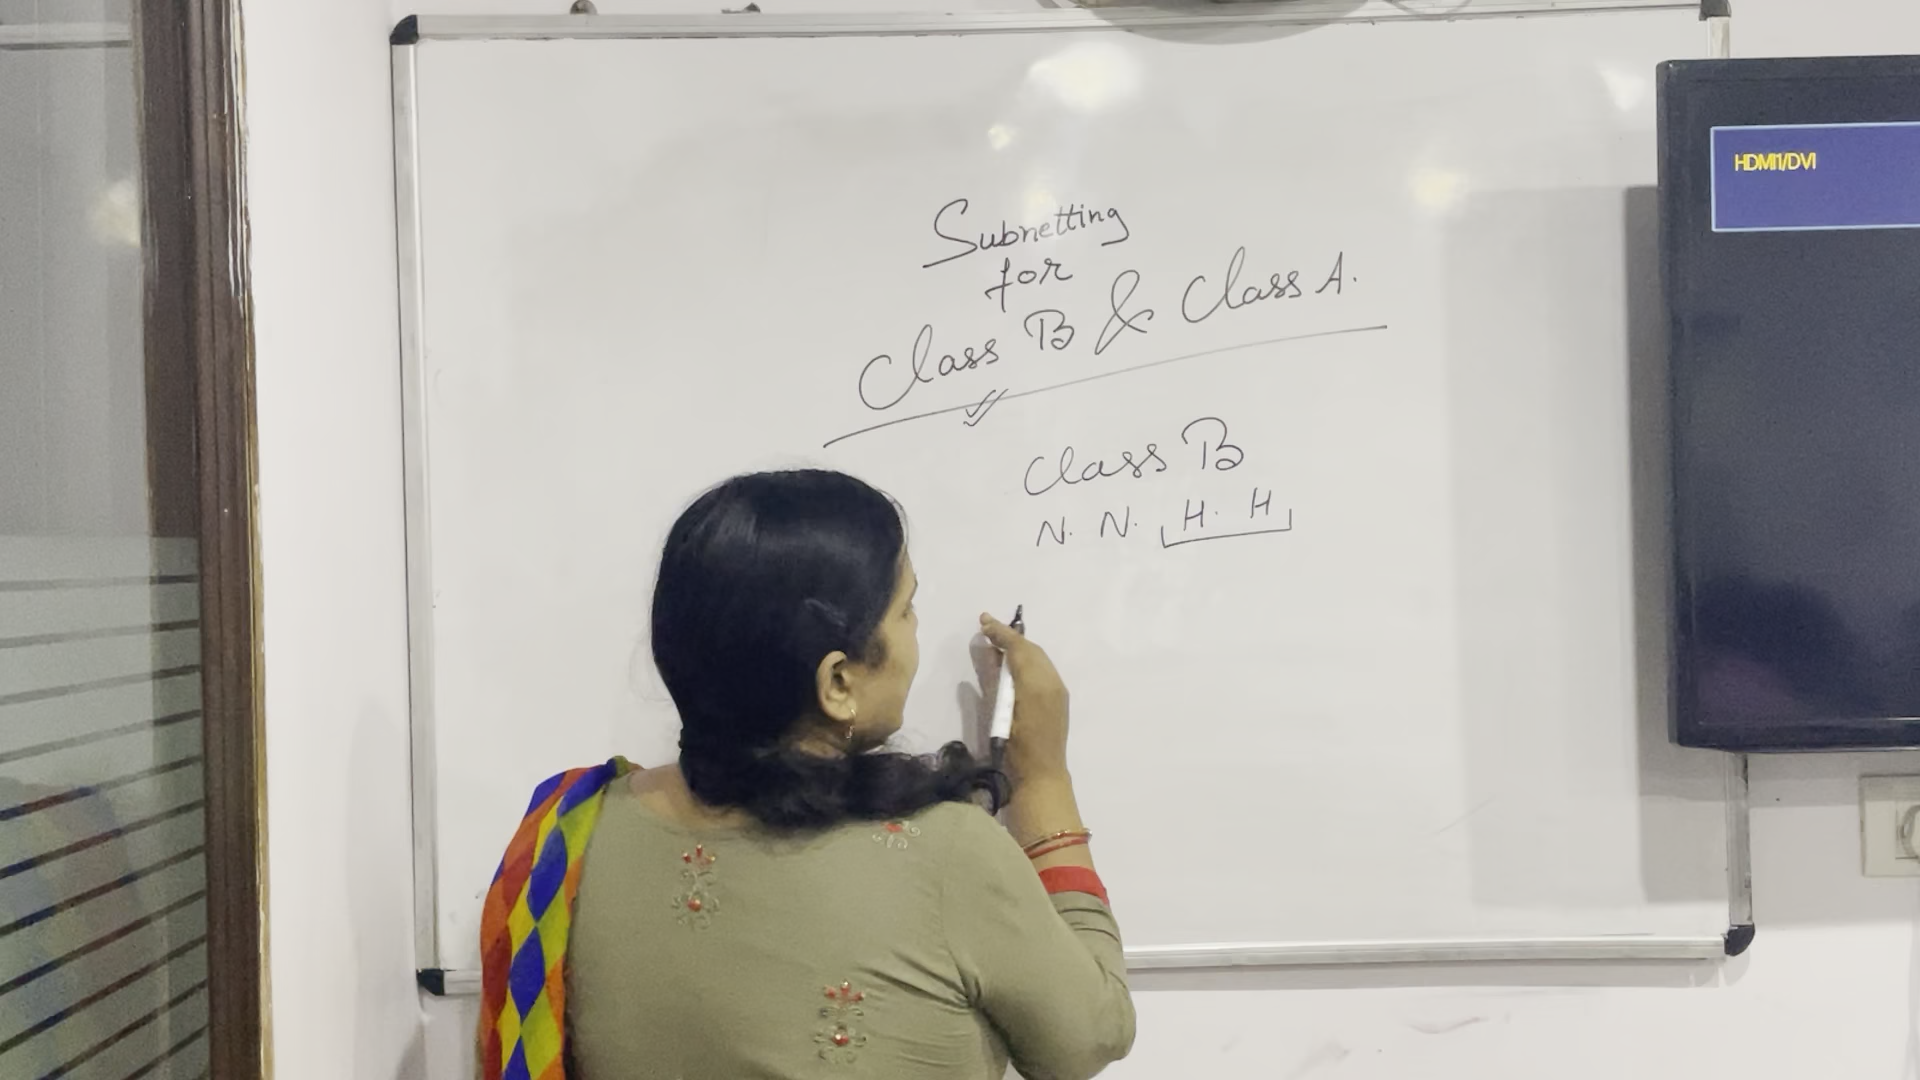 Subnetting
for
Class B & Class A.
Class B
N. N. H. H
HDMI1/DVI